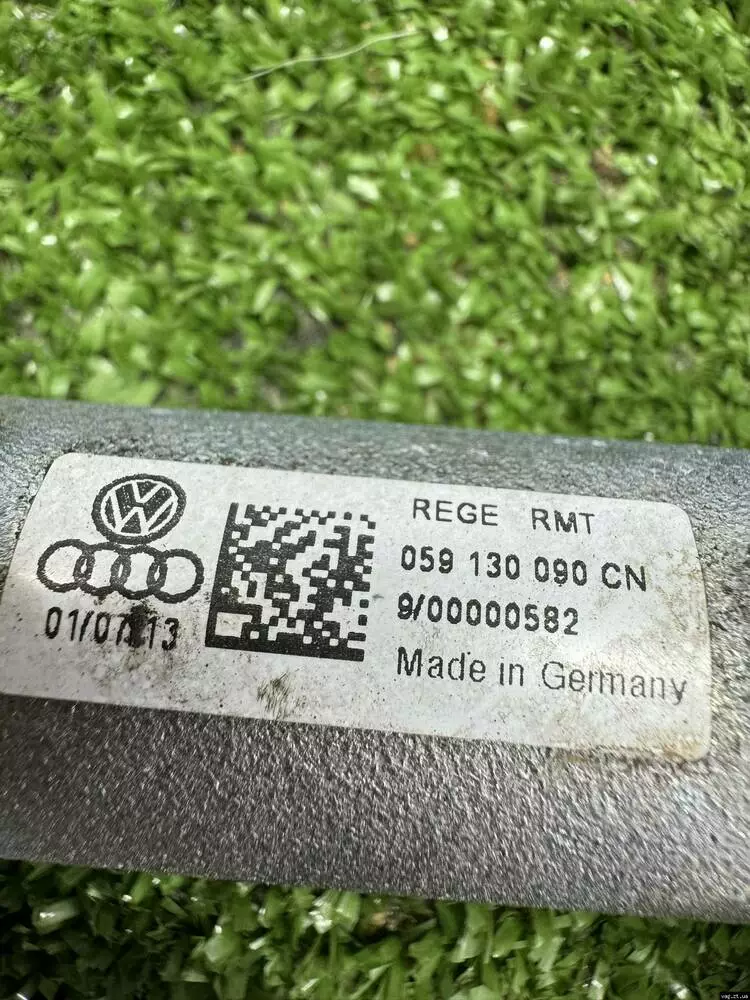 REGE RMT
059 130 090 CN
9/00000582
Made in Germany
01/07/13
vag.zt.ua